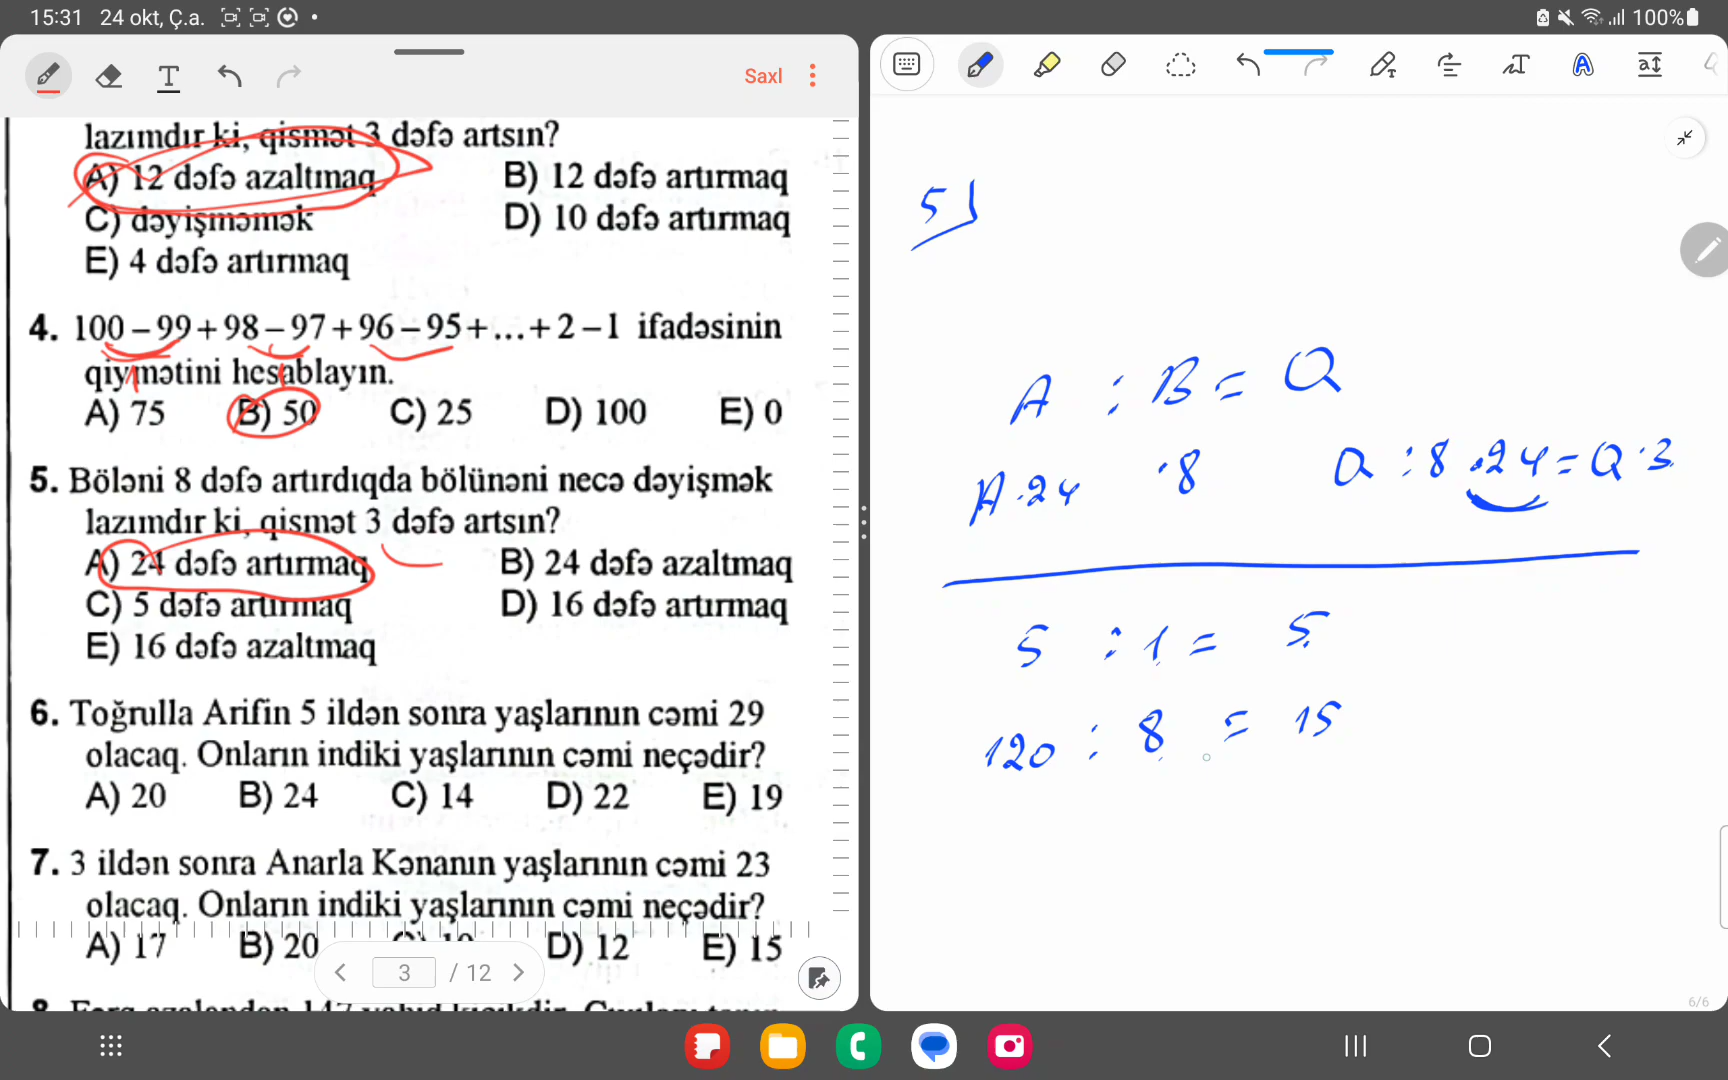 15:31 24 okt, Ç.a. 100%
Saxl
lazımdır ki, qismət 3 dəfə artsın?
A) 12 dəfə azaltmaq B) 12 dəfə artırmaq
C) dəyişməmək D) 10 dəfə artırmaq
E) 4 dəfə artırmaq
4. 100 – 99 + 98 – 97 + 96 – 95 + ... + 2 – 1 ifadəsinin
qiymətini hesablayın.
A) 75 B) 50 C) 25 D) 100 E) 0
5. Böləni 8 dəfə artırdıqda bölünəni necə dəyişmək
lazımdır ki, qismət 3 dəfə artsın?
A) 24 dəfə artırmaq B) 24 dəfə azaltmaq
C) 5 dəfə artırmaq D) 16 dəfə artırmaq
E) 16 dəfə azaltmaq
6. Toğrulla Arifin 5 ildən sonra yaşlarının cəmi 29
olacaq. Onların indiki yaşlarının cəmi neçədir?
A) 20 B) 24 C) 14 D) 22 E) 19
7. 3 ildən sonra Anarla Kənanın yaşlarının cəmi 23
olacaq. Onların indiki yaşlarının cəmi neçədir?
A) 17 B) 20 D) 12 E) 15
3 / 12
5)
A : B = Q
A · 24 · 8 Q : 8 · 24 = Q · 3
5 : 1 = 5
120 : 8 = 15
6/6